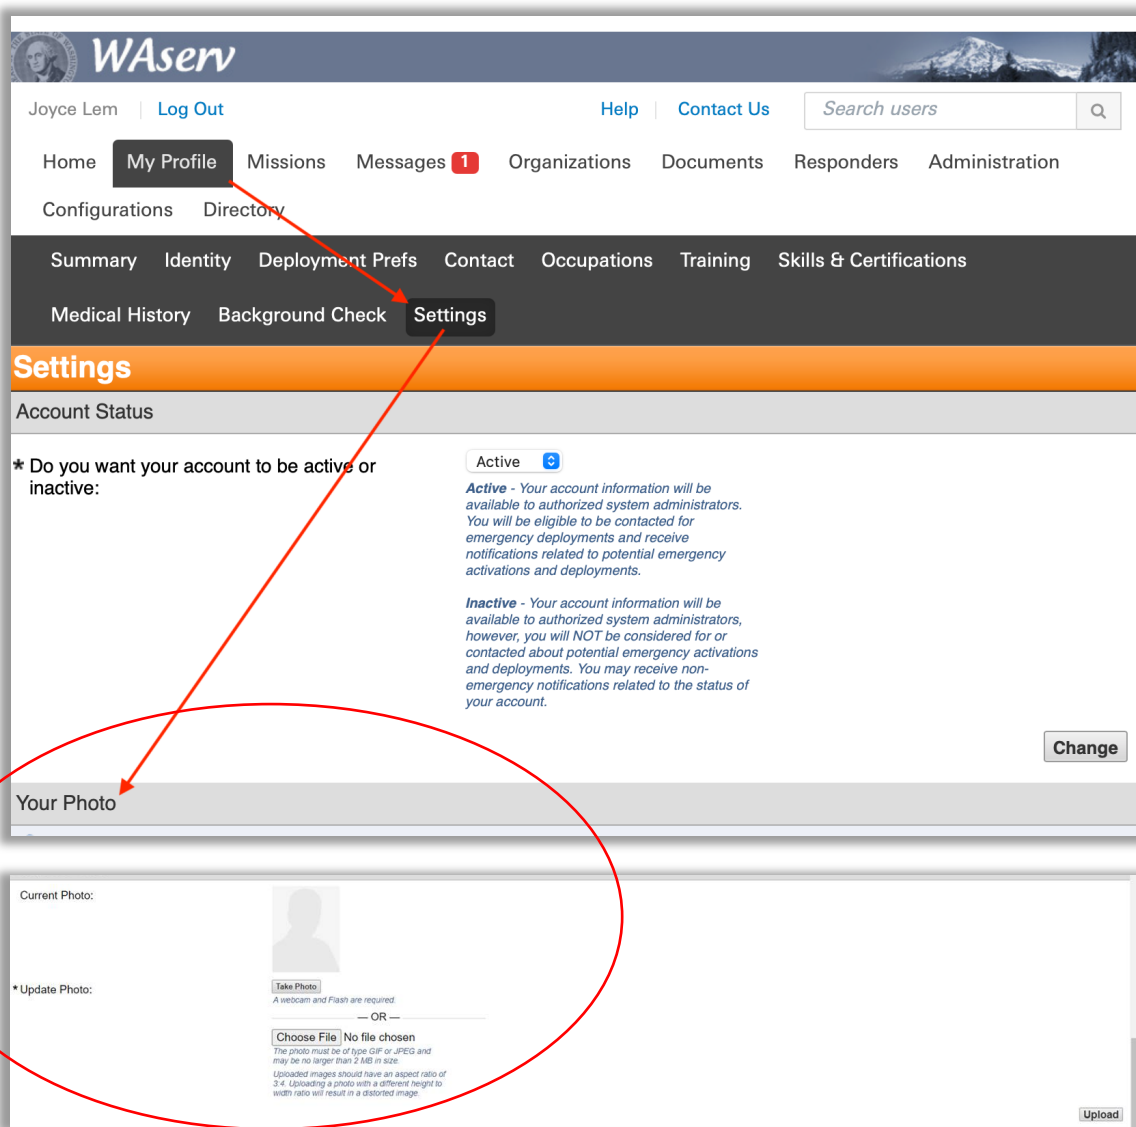 WAserv
Joyce Lem | Log Out Help | Contact Us Search users
Home My Profile Missions Messages 1 Organizations Documents Responders Administration
Configurations Directory
Summary Identity Deployment Prefs Contact Occupations Training Skills & Certifications
Medical History Background Check Settings
Settings
Account Status
* Do you want your account to be active or
inactive:
Active
Active - Your account information will be
available to authorized system administrators.
You will be eligible to be contacted for
emergency deployments and receive
notifications related to potential emergency
activations and deployments.
Inactive - Your account information will be
available to authorized system administrators,
however, you will NOT be considered for or
contacted about potential emergency activations
and deployments. You may receive non-
emergency notifications related to the status of
your account.
Change
Your Photo
Current Photo:
* Update Photo:
Take Photo
A webcam and Flash are required.
— OR —
Choose File No file chosen
The photo must be of type GIF or JPEG and
may be no larger than 2 MB in size.
Uploaded images should have an aspect ratio of
3:4. Uploading a photo with a different height to
width ratio will result in a distorted image.
Upload